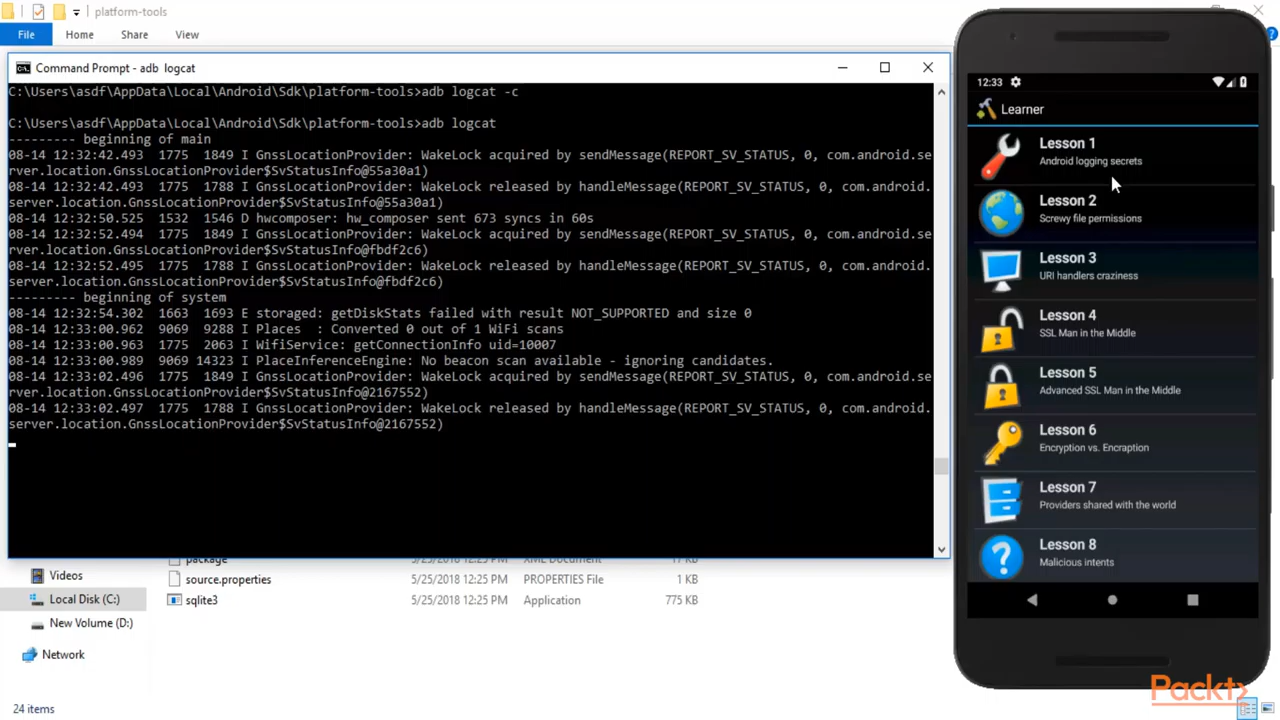 platform-tools
File Home Share View
Command Prompt - adb logcat
C:\Users\asdf\AppData\Local\Android\Sdk\platform-tools>adb logcat -c
C:\Users\asdf\AppData\Local\Android\Sdk\platform-tools>adb logcat
--------- beginning of main
08-14 12:32:42.493  1775  1849 I GnssLocationProvider: WakeLock acquired by sendMessage(REPORT_SV_STATUS, 0, com.android.se
rver.location.GnssLocationProvider$SvStatusInfo@55a30a1)
08-14 12:32:42.493  1775  1788 I GnssLocationProvider: WakeLock released by handleMessage(REPORT_SV_STATUS, 0, com.android.
server.location.GnssLocationProvider$SvStatusInfo@55a30a1)
08-14 12:32:50.525  1532  1546 D hwcomposer: hw_composer sent 673 syncs in 60s
08-14 12:32:52.494  1775  1849 I GnssLocationProvider: WakeLock acquired by sendMessage(REPORT_SV_STATUS, 0, com.android.se
rver.location.GnssLocationProvider$SvStatusInfo@fbdf2c6)
08-14 12:32:52.495  1775  1788 I GnssLocationProvider: WakeLock released by handleMessage(REPORT_SV_STATUS, 0, com.android.
server.location.GnssLocationProvider$SvStatusInfo@fbdf2c6)
--------- beginning of system
08-14 12:32:54.302  1663  1693 E storaged: getDiskStats failed with result NOT_SUPPORTED and size 0
08-14 12:33:00.962  9069  9288 I Places  : Converted 0 out of 1 WiFi scans
08-14 12:33:00.963  1775  2063 I WifiService: getConnectionInfo uid=10007
08-14 12:33:00.989  9069 14323 I PlaceInferenceEngine: No beacon scan available - ignoring candidates.
08-14 12:33:02.496  1775  1849 I GnssLocationProvider: WakeLock acquired by sendMessage(REPORT_SV_STATUS, 0, com.android.se
rver.location.GnssLocationProvider$SvStatusInfo@2167552)
08-14 12:33:02.497  1775  1788 I GnssLocationProvider: WakeLock released by handleMessage(REPORT_SV_STATUS, 0, com.android.
server.location.GnssLocationProvider$SvStatusInfo@2167552)
package 5/25/2018 12:25 PM XML Document 17 KB
Videos
source.properties 5/25/2018 12:25 PM PROPERTIES File 1 KB
Local Disk (C:)
sqlite3 5/25/2018 12:25 PM Application 775 KB
New Volume (D:)
Network
24 items
12:33
Learner
Lesson 1
Android logging secrets
Lesson 2
Screwy file permissions
Lesson 3
URI handlers craziness
Lesson 4
SSL Man in the Middle
Lesson 5
Advanced SSL Man in the Middle
Lesson 6
Encryption vs. Encraption
Lesson 7
Providers shared with the world
Lesson 8
Malicious intents
Packt>